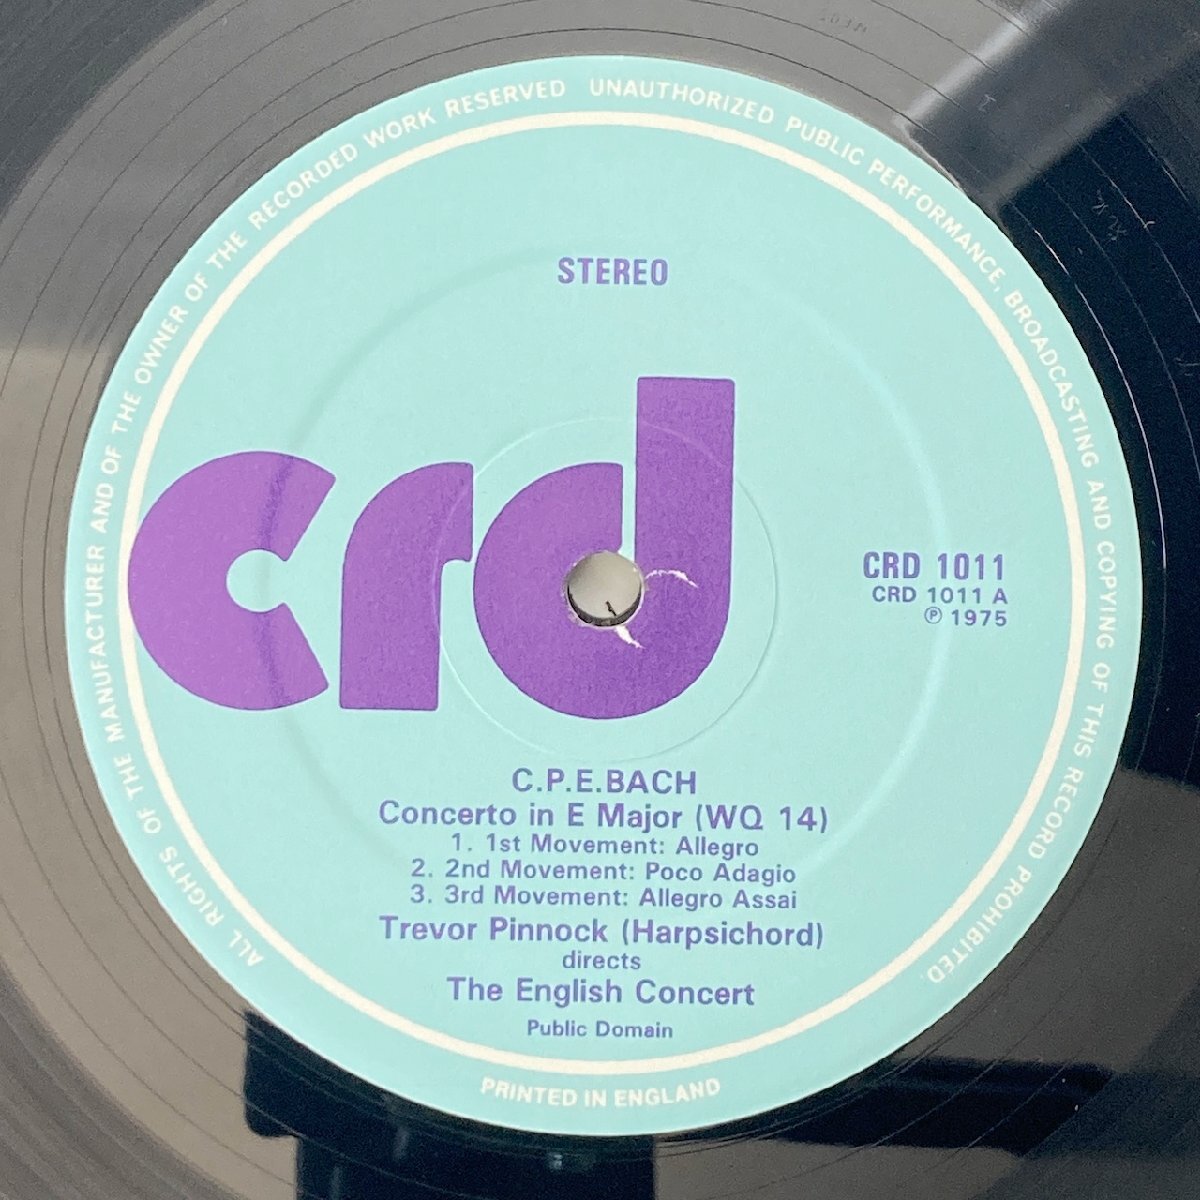 ALL RIGHTS OF THE MANUFACTURER AND OF THE OWNER OF THE RECORDED WORK RESERVED UNAUTHORIZED PUBLIC PERFORMANCE, BROADCASTING AND COPYING OF THIS RECORD PROHIBITED.
STEREO
crd
CRD 1011
CRD 1011 A
℗ 1975
C.P.E.BACH
Concerto in E Major (WQ 14)
1. 1st Movement: Allegro
2. 2nd Movement: Poco Adagio
3. 3rd Movement: Allegro Assai
Trevor Pinnock (Harpsichord)
directs
The English Concert
Public Domain
PRINTED IN ENGLAND